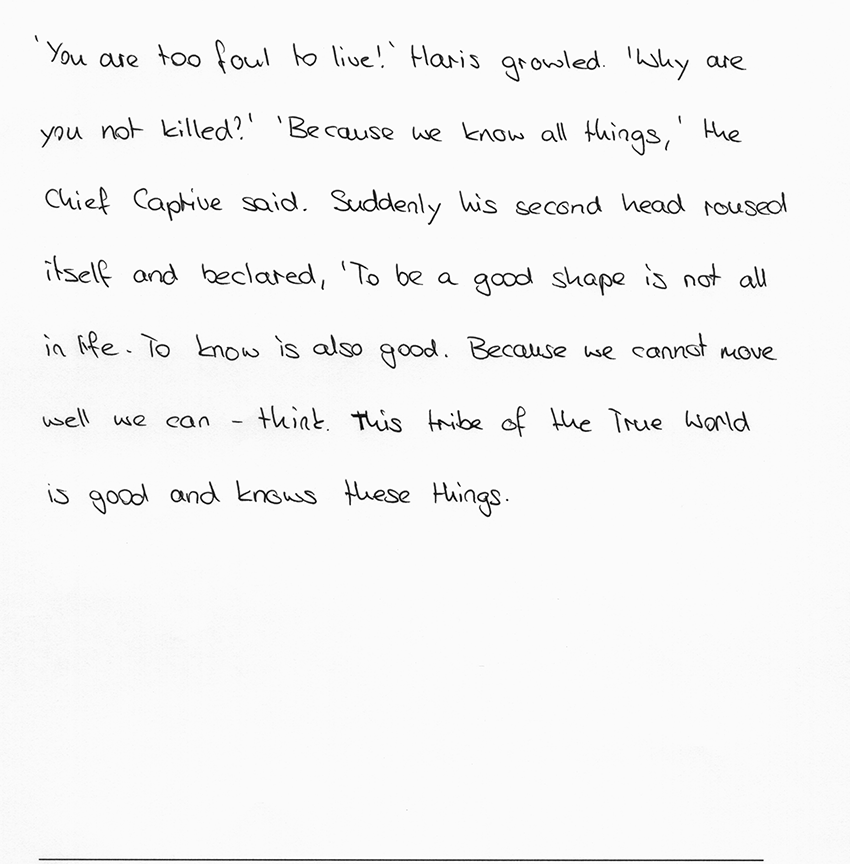 'You are too foul to live!' Haris growled. 'Why are
you not killed?' 'Because we know all things,' the
Chief Captive said. Suddenly his second head roused
itself and beclared, 'To be a good shape is not all
in life. To know is also good. Because we cannot move
well we can - think. This tribe of the True World
is good and knows these things.